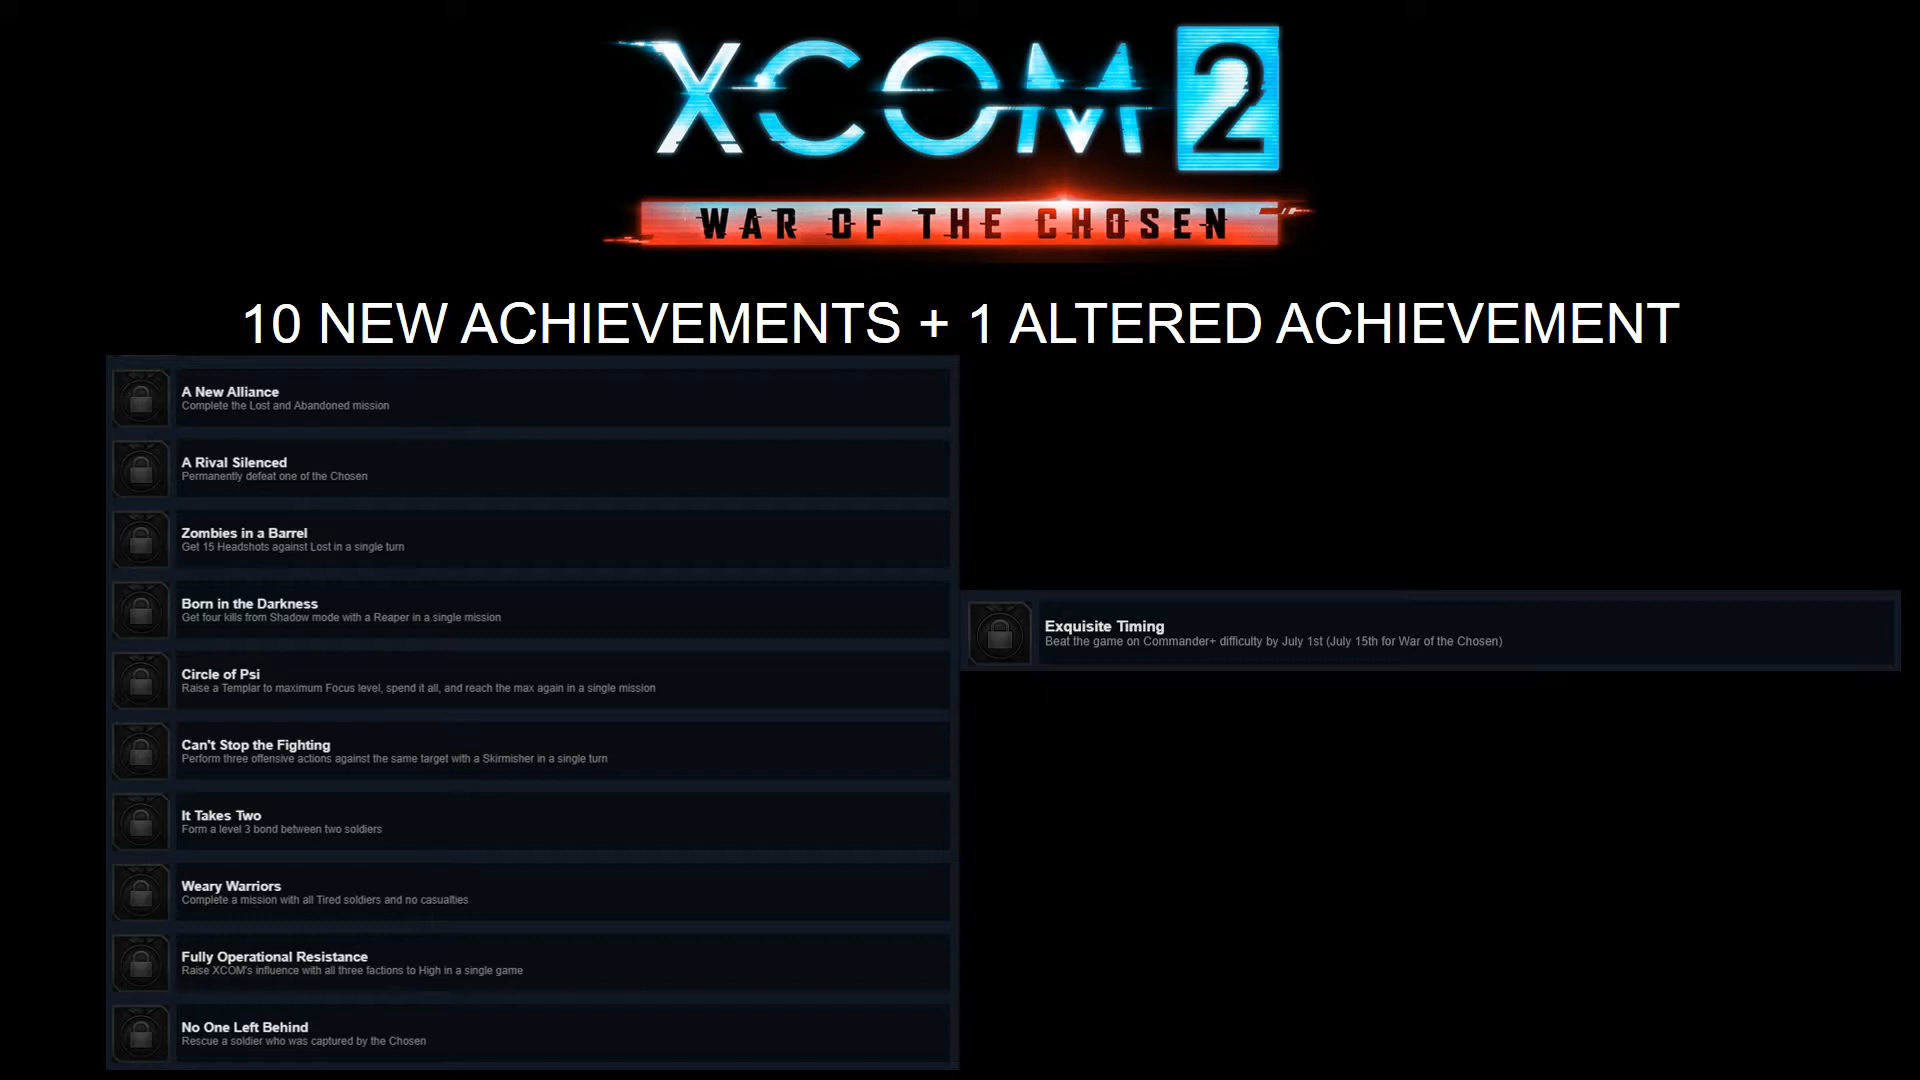 XCOM 2
WAR OF THE CHOSEN
10 NEW ACHIEVEMENTS + 1 ALTERED ACHIEVEMENT
A New Alliance
Complete the Lost and Abandoned mission
A Rival Silenced
Permanently defeat one of the Chosen
Zombies in a Barrel
Get 15 Headshots against Lost in a single turn
Born in the Darkness
Get four kills from Shadow mode with a Reaper in a single mission
Circle of Psi
Raise a Templar to maximum Focus level, spend it all, and reach the max again in a single mission
Can't Stop the Fighting
Perform three offensive actions against the same target with a Skirmisher in a single turn
It Takes Two
Form a level 3 bond between two soldiers
Weary Warriors
Complete a mission with all Tired soldiers and no casualties
Fully Operational Resistance
Raise XCOM's influence with all three factions to High in a single game
No One Left Behind
Rescue a soldier who was captured by the Chosen
Exquisite Timing
Beat the game on Commander+ difficulty by July 1st (July 15th for War of the Chosen)